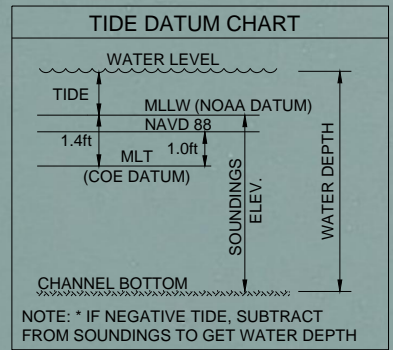 TIDE DATUM CHART
WATER LEVEL
TIDE
MLLW (NOAA DATUM)
NAVD 88
1.4ft
1.0ft
MLT
(COE DATUM)
SOUNDINGS
ELEV.
WATER DEPTH
CHANNEL BOTTOM
NOTE: * IF NEGATIVE TIDE, SUBTRACT
FROM SOUNDINGS TO GET WATER DEPTH